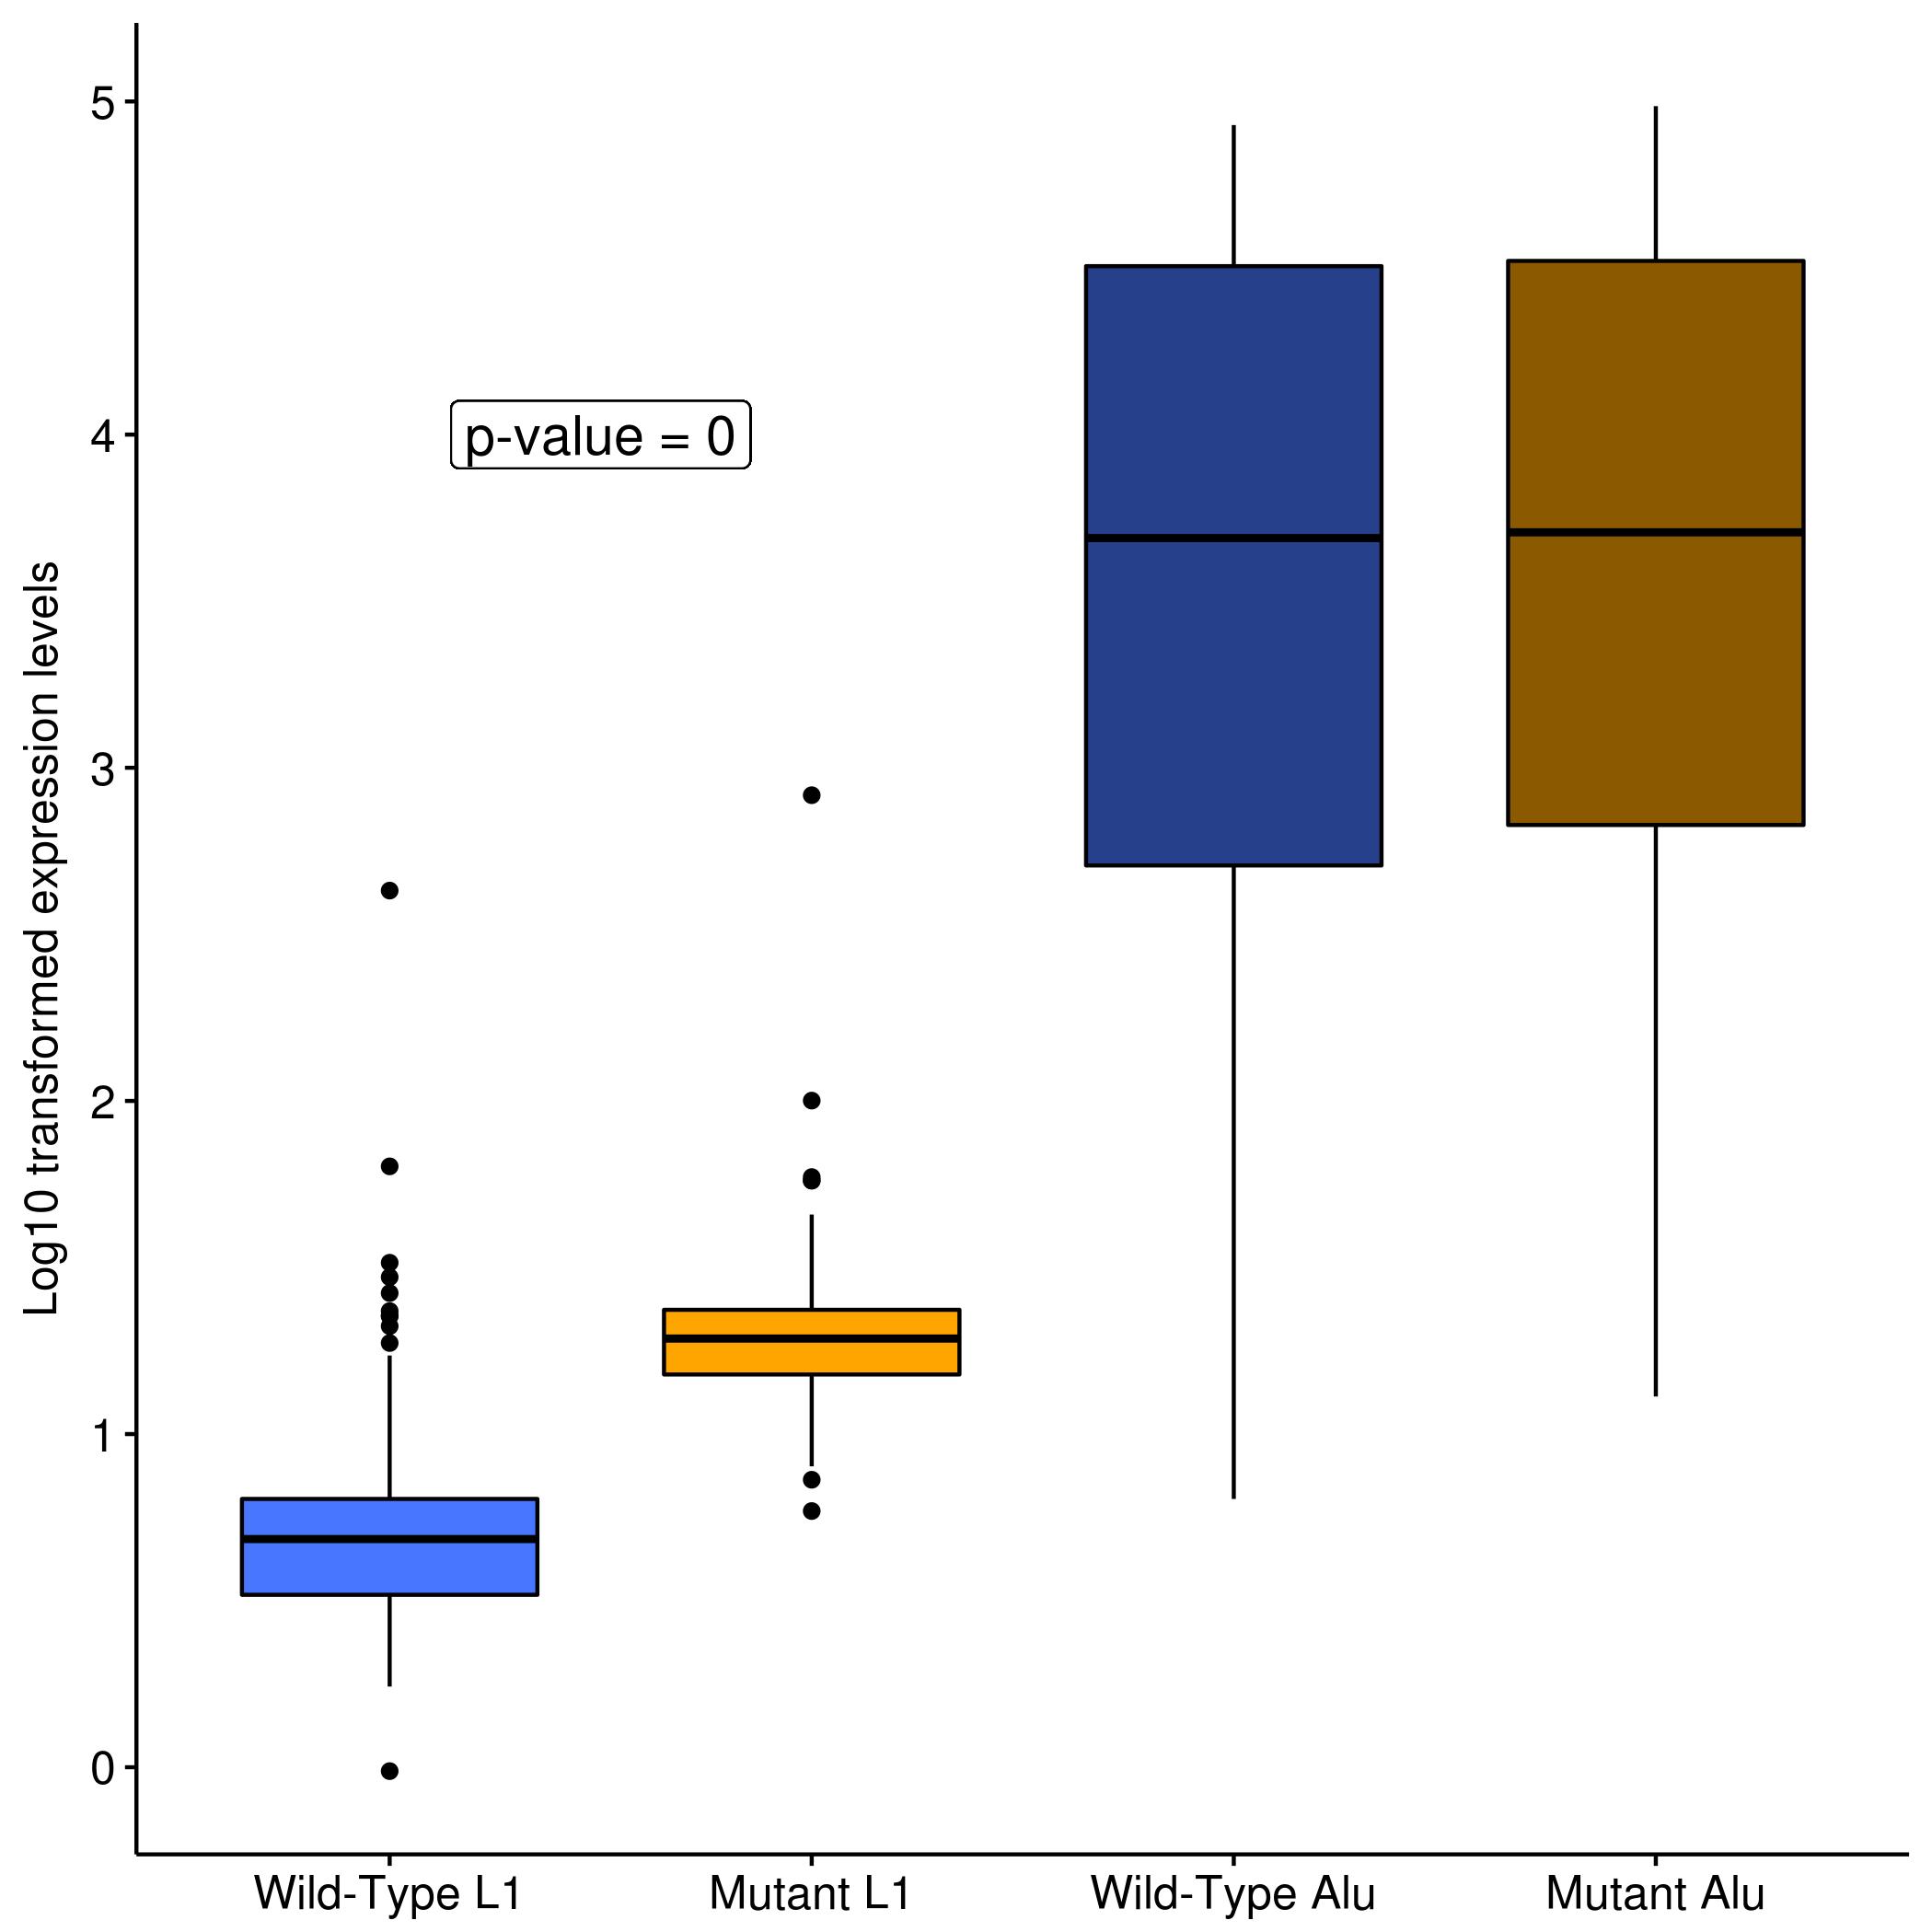 Log10 transformed expression levels
5
4
3
2
1
0
p-value = 0
Wild-Type L1
Mutant L1
Wild-Type Alu
Mutant Alu